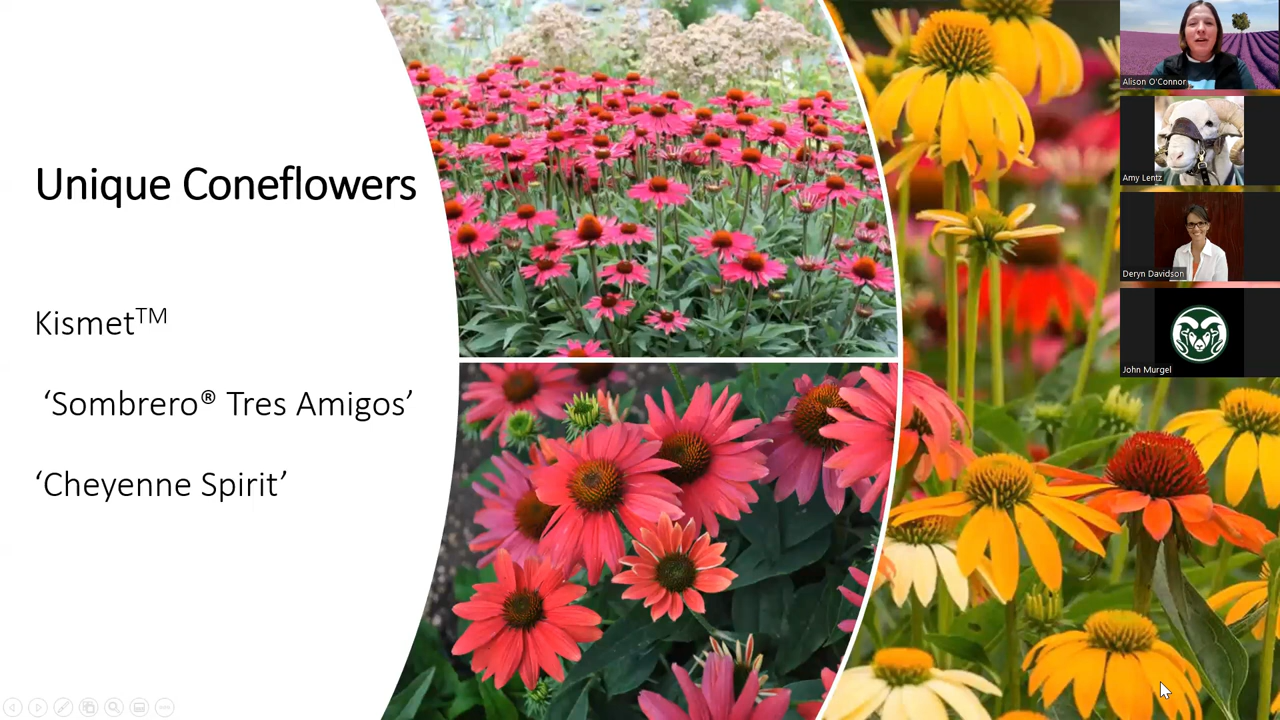 Unique Coneflowers
Kismet™
‘Sombrero® Tres Amigos’
‘Cheyenne Spirit’
Alison O'Connor
Amy Lentz
Deryn Davidson
John Murgel